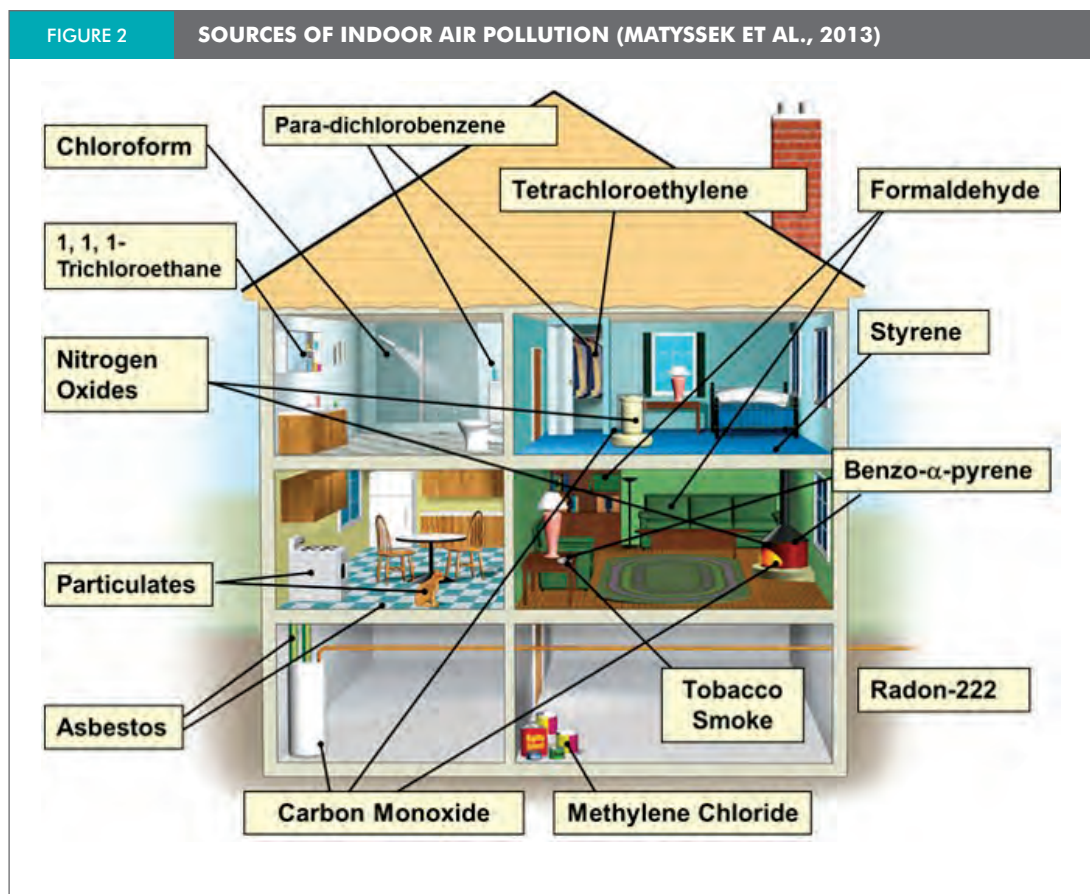 FIGURE 2
SOURCES OF INDOOR AIR POLLUTION (MATYSSEK ET AL., 2013)
Para-dichlorobenzene
Chloroform
Tetrachloroethylene
Formaldehyde
1, 1, 1-
Trichloroethane
Styrene
Nitrogen
Oxides
Benzo-α-pyrene
Particulates
Tobacco
Smoke
Radon-222
Asbestos
Carbon Monoxide
Methylene Chloride